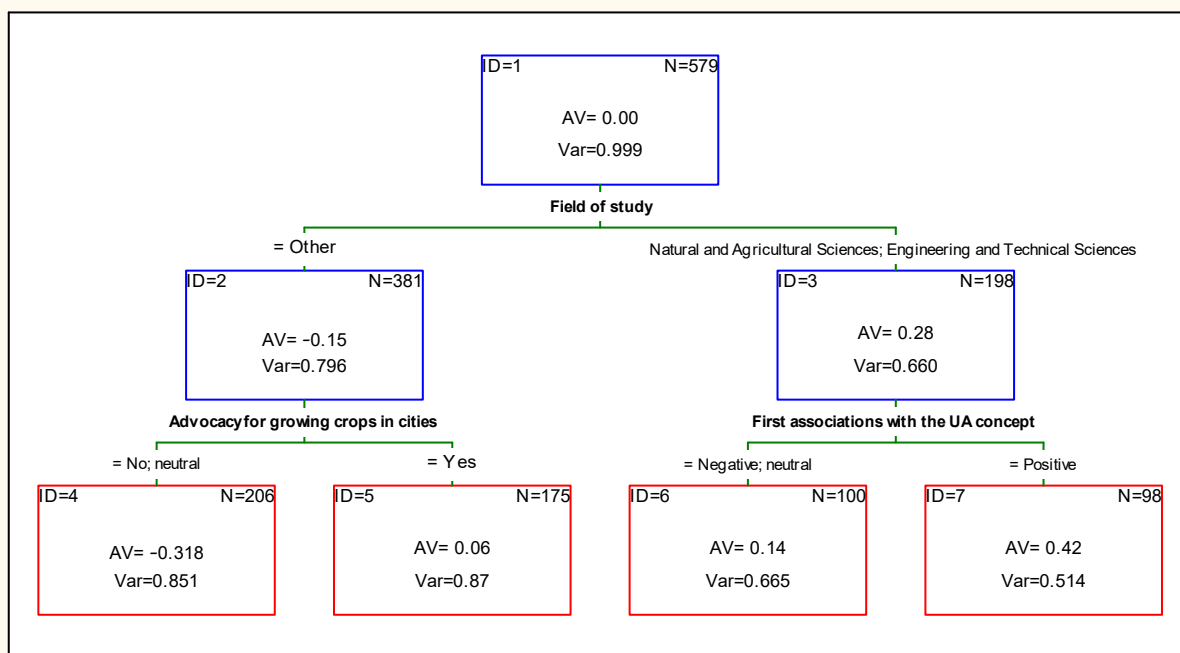 ID=1 N=579
AV= 0.00
Var=0.999
Field of study
= Other
Natural and Agricultural Sciences; Engineering and Technical Sciences
ID=2 N=381
AV= -0.15
Var=0.796
ID=3 N=198
AV= 0.28
Var=0.660
Advocacy for growing crops in cities
First associations with the UA concept
= No; neutral
= Yes
= Negative; neutral
= Positive
ID=4 N=206
AV= -0.318
Var=0.851
ID=5 N=175
AV= 0.06
Var=0.87
ID=6 N=100
AV= 0.14
Var=0.665
ID=7 N=98
AV= 0.42
Var=0.514